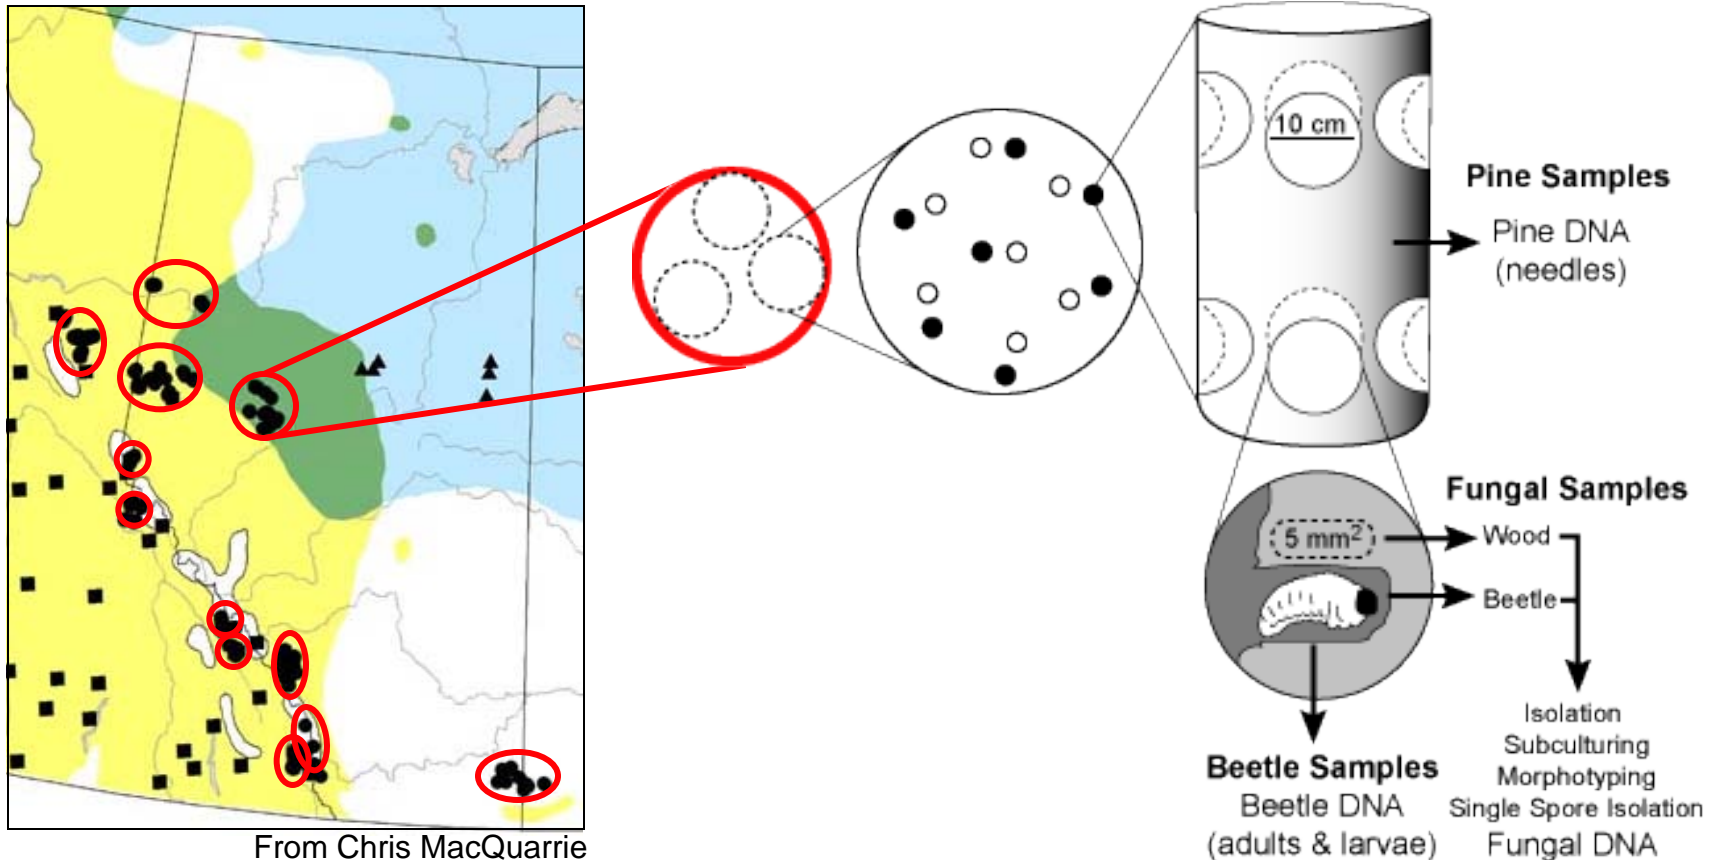 10 cm
Pine Samples
Pine DNA
(needles)
Fungal Samples
5 mm2
Wood
Beetle
Isolation
Subculturing
Morphotyping
Single Spore Isolation
Fungal DNA
Beetle Samples
Beetle DNA
(adults & larvae)
From Chris MacQuarrie